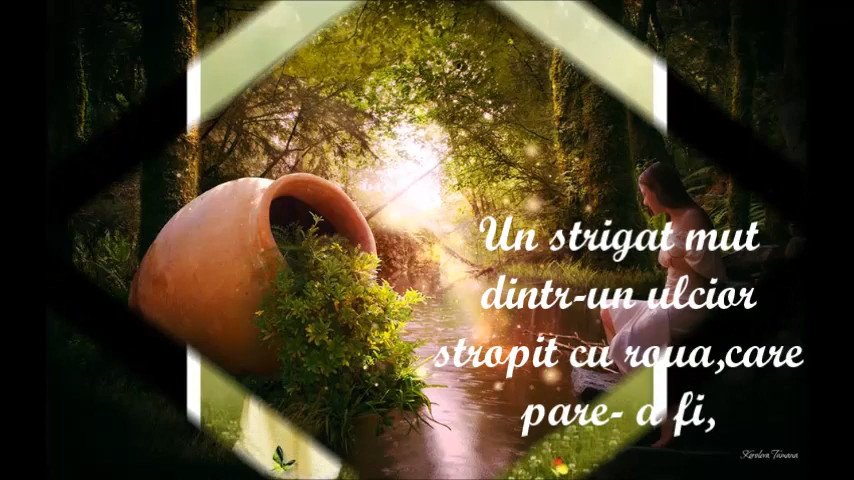 Un strigat mut
dintr-un ulcior
stropit cu roua,care
pare- a fi,